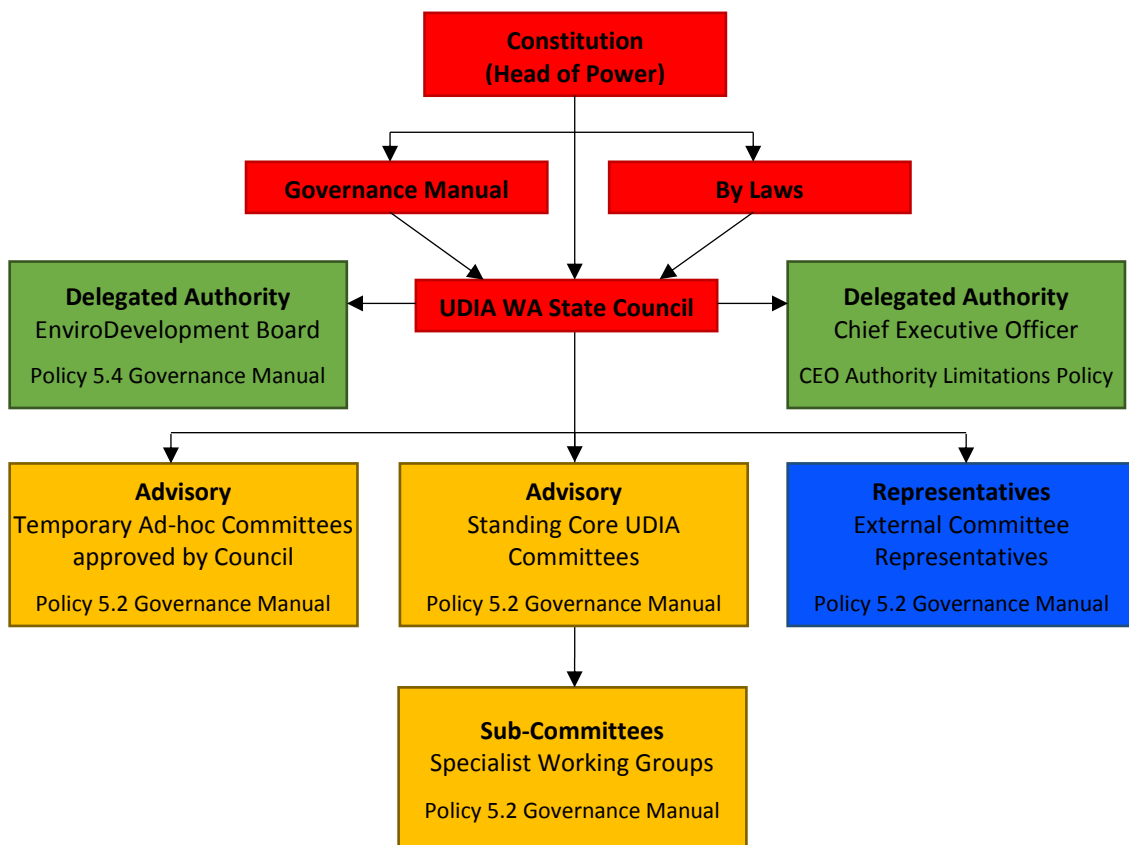 Constitution
(Head of Power)
Governance Manual
By Laws
Delegated Authority
EnviroDevelopment Board
Policy 5.4 Governance Manual
UDIA WA State Council
Delegated Authority
Chief Executive Officer
CEO Authority Limitations Policy
Advisory
Temporary Ad-hoc Committees
approved by Council
Policy 5.2 Governance Manual
Advisory
Standing Core UDIA
Committees
Policy 5.2 Governance Manual
Representatives
External Committee
Representatives
Policy 5.2 Governance Manual
Sub-Committees
Specialist Working Groups
Policy 5.2 Governance Manual